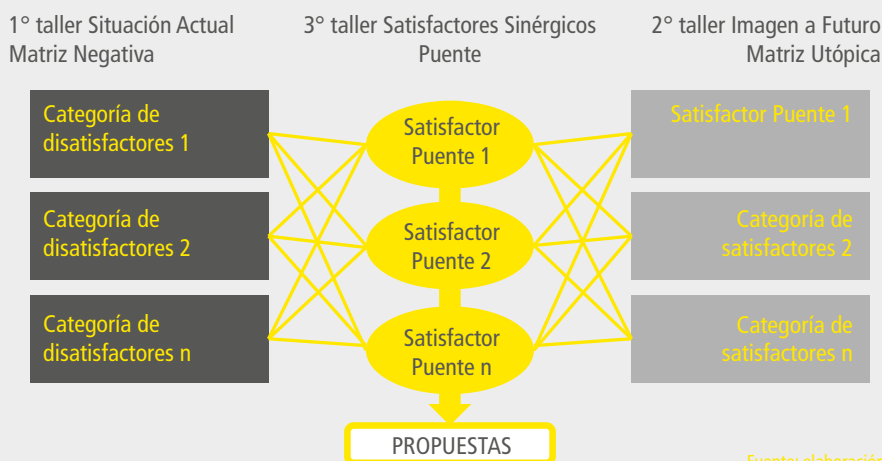 1° taller Situación Actual
Matriz Negativa
3° taller Satisfactores Sinérgicos
Puente
2° taller Imagen a Futuro
Matriz Utópica
Categoría de
disatisfactores 1
Categoría de
disatisfactores 2
Categoría de
disatisfactores n
Satisfactor
Puente 1
Satisfactor
Puente 2
Satisfactor
Puente n
PROPUESTAS
Satisfactor Puente 1
Categoría de
satisfactores 2
Categoría de
satisfactores n
Fuente: elaboración